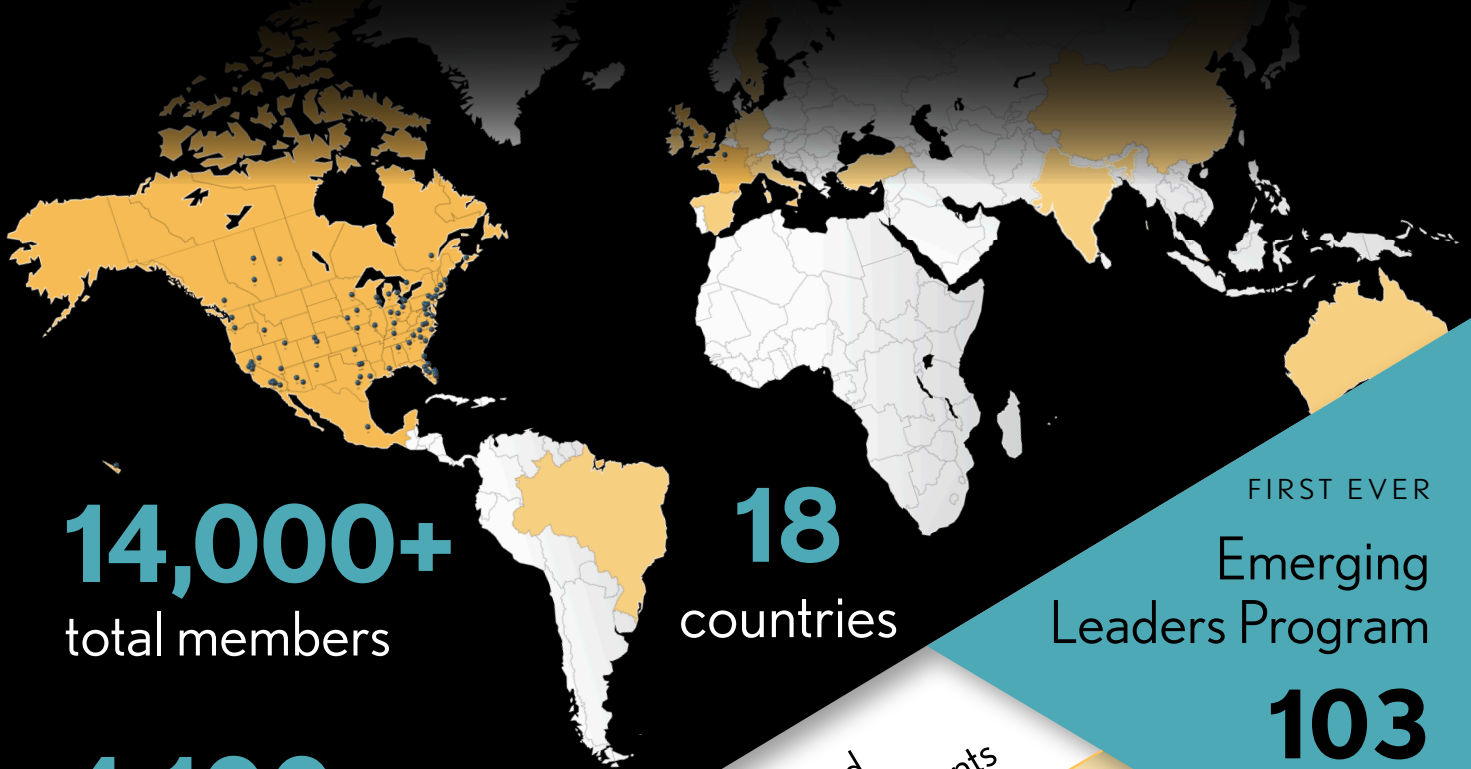 14,000+
total members
18
countries
FIRST EVER
Emerging
Leaders Program
103